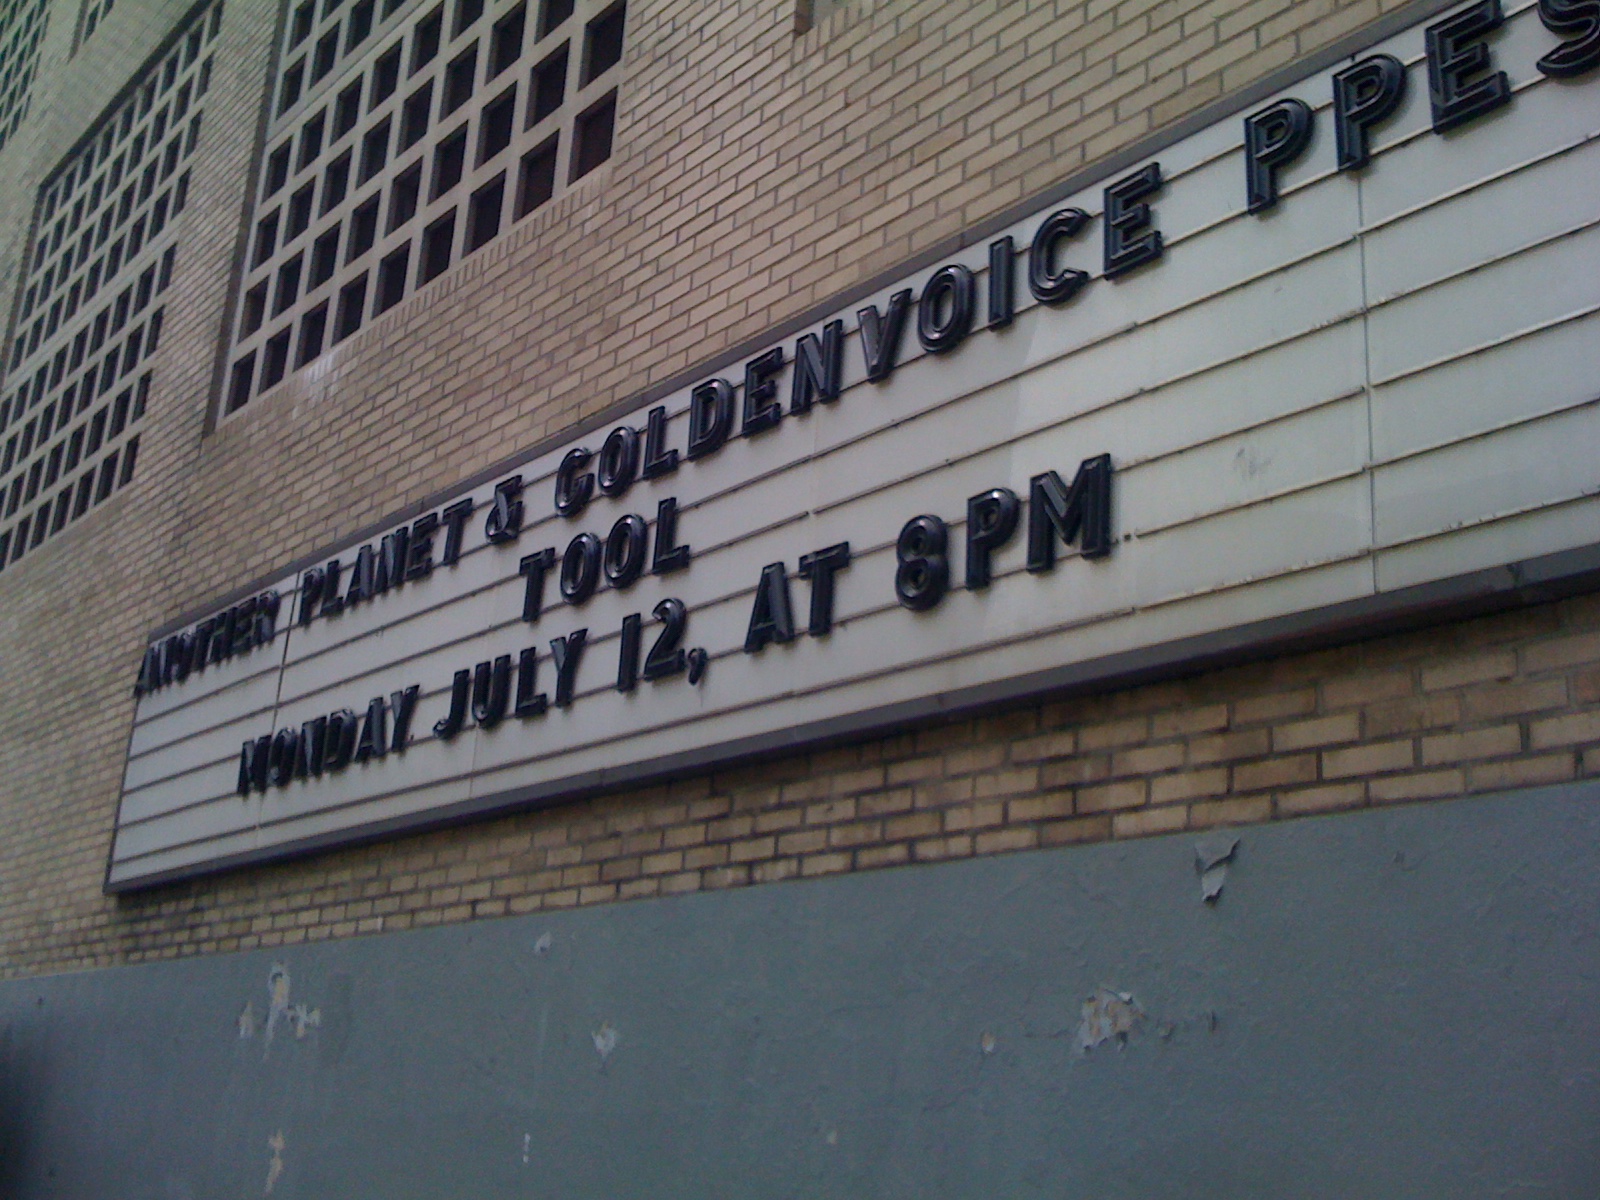 ANOTHER PLANET & GOLDENVOICE PPES
TOOL
MONDAY JULY 12, AT 8PM